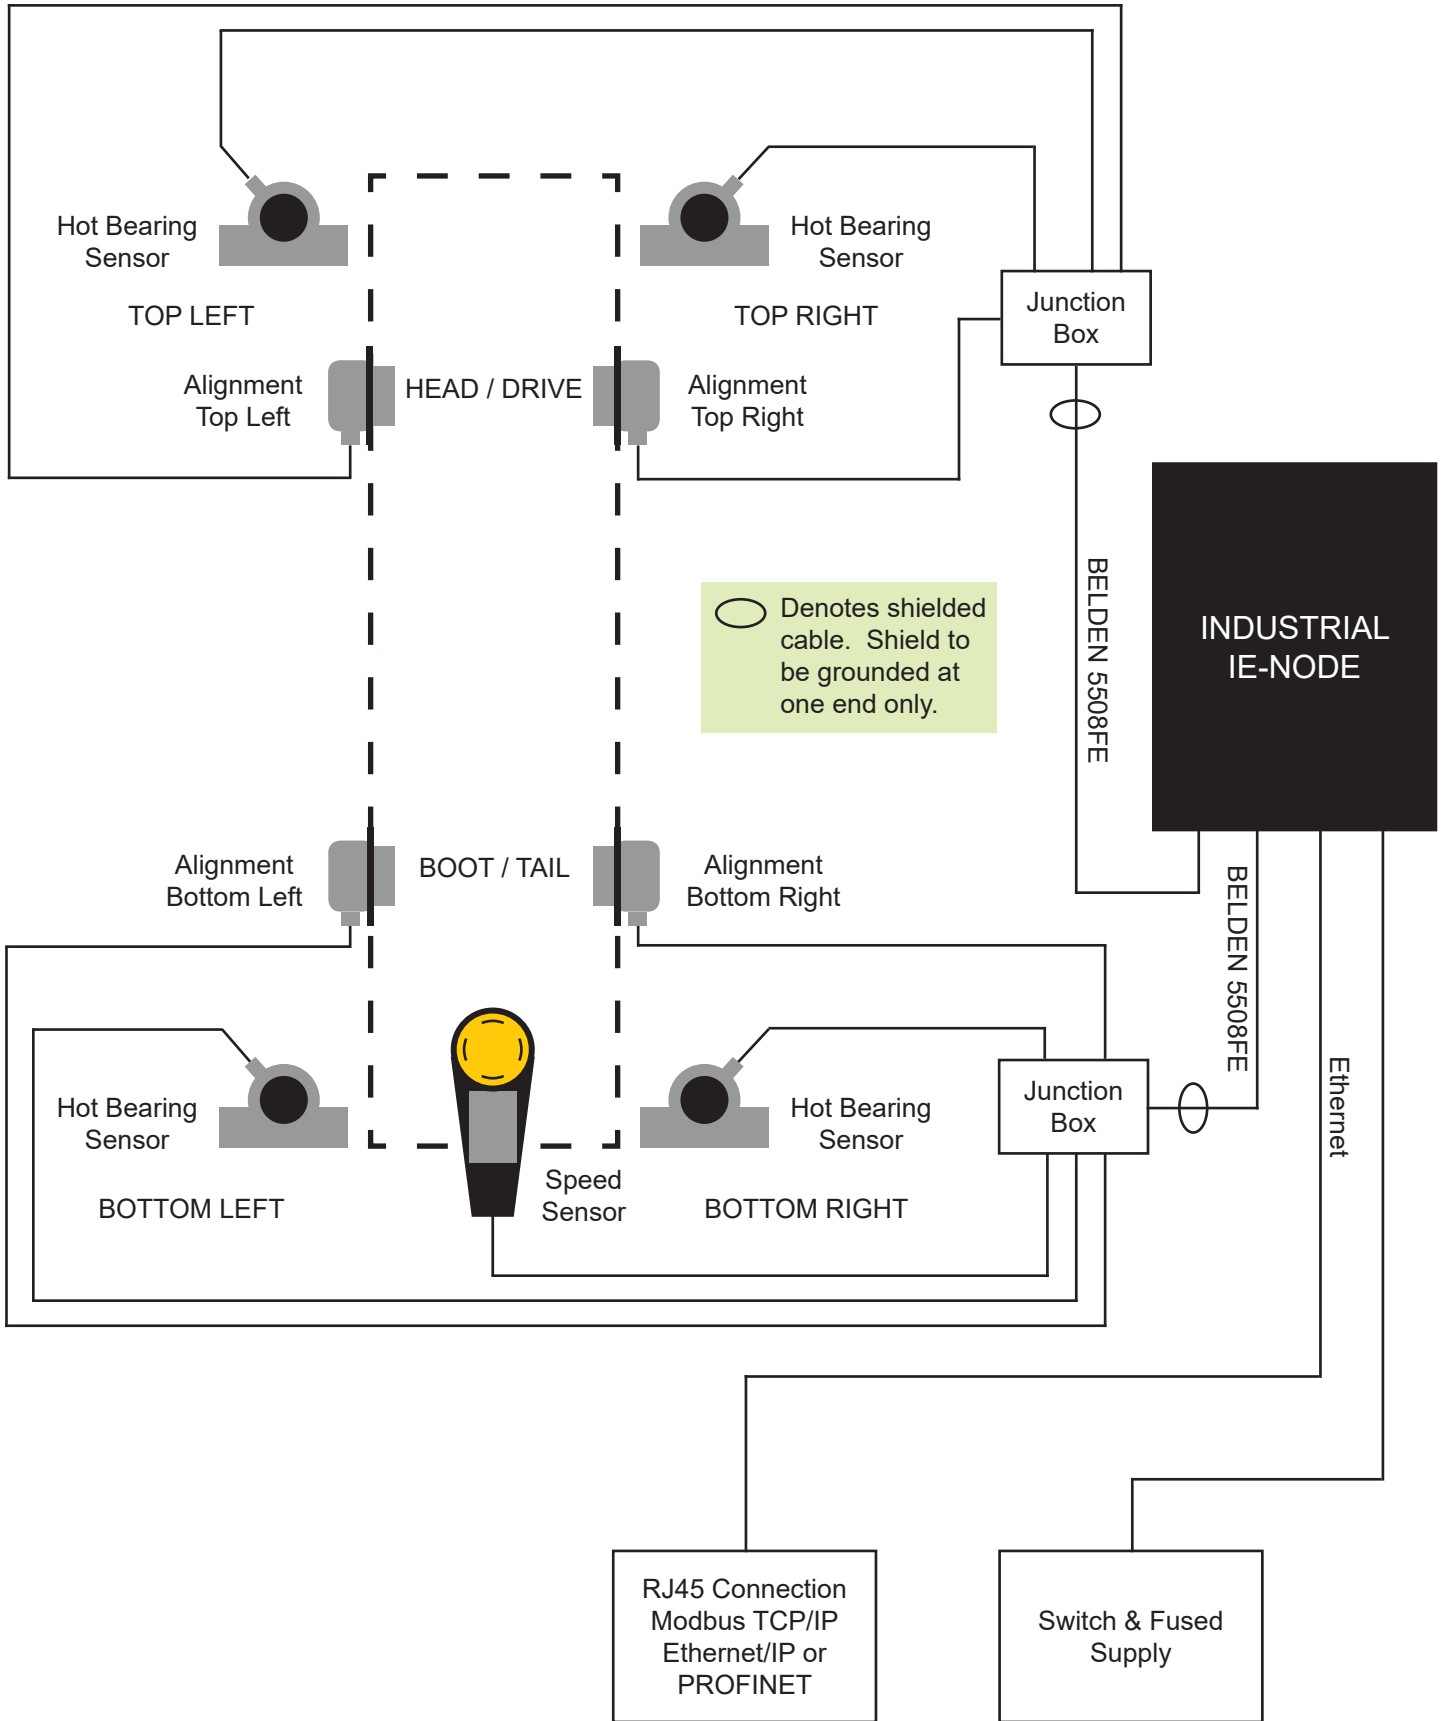 Hot Bearing
Sensor
TOP LEFT
Hot Bearing
Sensor
TOP RIGHT
Junction
Box
Alignment
Top Left
HEAD / DRIVE
Alignment
Top Right
BELDEN 5508FE
INDUSTRIAL
IE-NODE
Denotes shielded
cable.  Shield to
be grounded at
one end only.
Alignment
Bottom Left
BOOT / TAIL
Alignment
Bottom Right
BELDEN 5508FE
Ethernet
Hot Bearing
Sensor
BOTTOM LEFT
Speed
Sensor
Hot Bearing
Sensor
BOTTOM RIGHT
Junction
Box
RJ45 Connection
Modbus TCP/IP
Ethernet/IP or
PROFINET
Switch & Fused
Supply